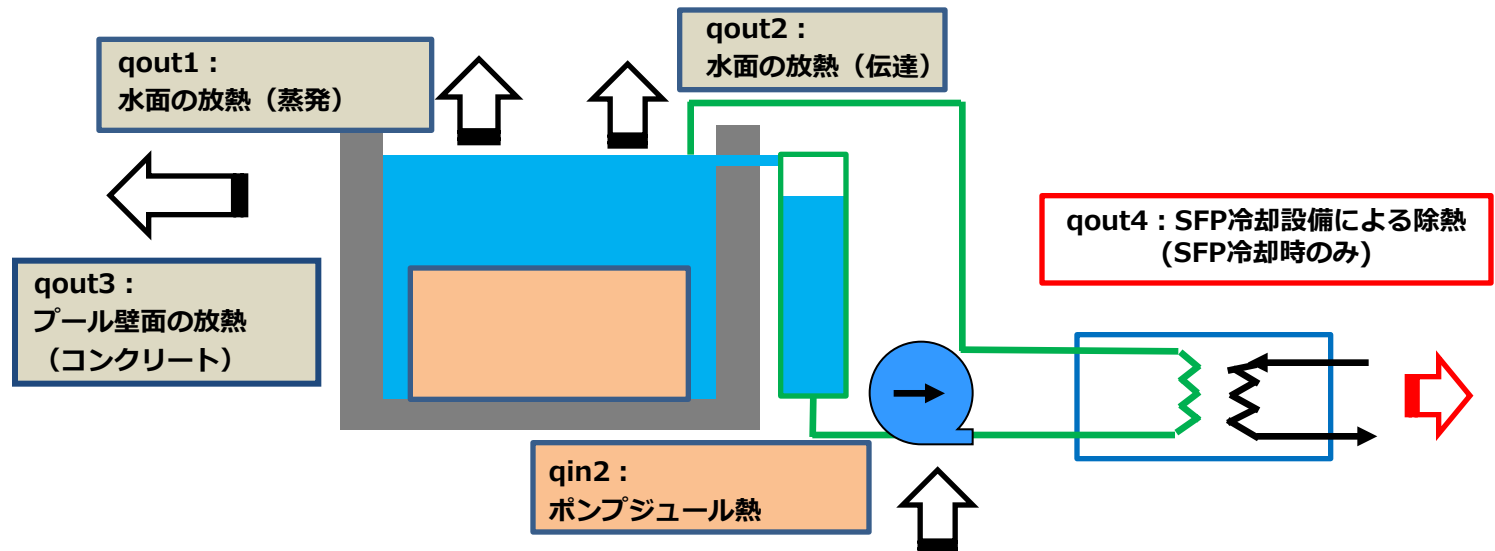 qout1：
水面の放熱（蒸発）
qout2：
水面の放熱（伝達）
qout3：
プール壁面の放熱
（コンクリート）
qout4：SFP冷却設備による除熱
(SFP冷却時のみ)
qin2：
ポンプジュール熱